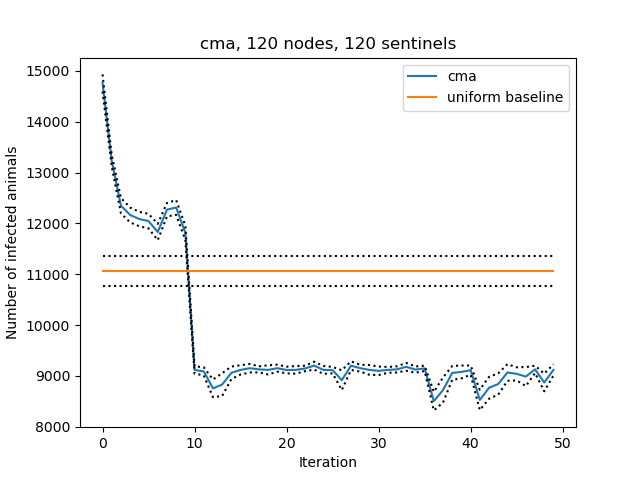 cma, 120 nodes, 120 sentinels
15000
14000
13000
12000
11000
10000
9000
8000
Number of infected animals
cma
uniform baseline
0
10
20
30
40
50
Iteration